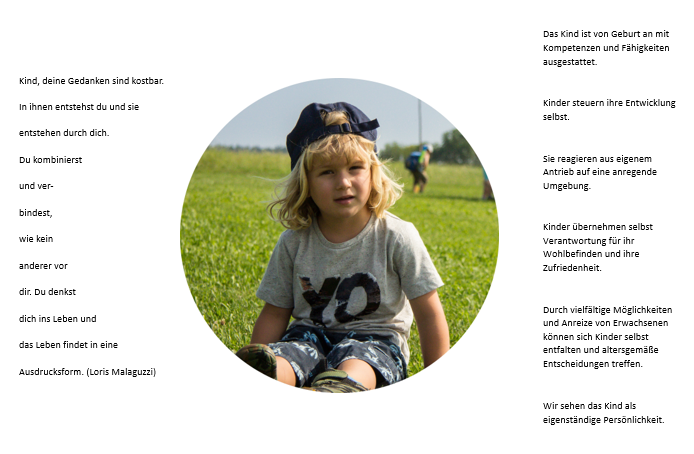 Kind, deine Gedanken sind kostbar.
In ihnen entstehst du und sie
entstehen durch dich.
Du kombinierst
und ver-
bindest,
wie kein
anderer vor
dir. Du denkst
dich ins Leben und
das Leben findet in eine
Ausdrucksform. (Loris Malaguzzi)
YO
Das Kind ist von Geburt an mit
Kompetenzen und Fähigkeiten
ausgestattet.
Kinder steuern ihre Entwicklung
selbst.
Sie reagieren aus eigenem
Antrieb auf eine anregende
Umgebung.
Kinder übernehmen selbst
Verantwortung für ihr
Wohlbefinden und ihre
Zufriedenheit.
Durch vielfältige Möglichkeiten
und Anreize von Erwachsenen
können sich Kinder selbst
entfalten und altersgemäße
Entscheidungen treffen.
Wir sehen das Kind als
eigenständige Persönlichkeit.